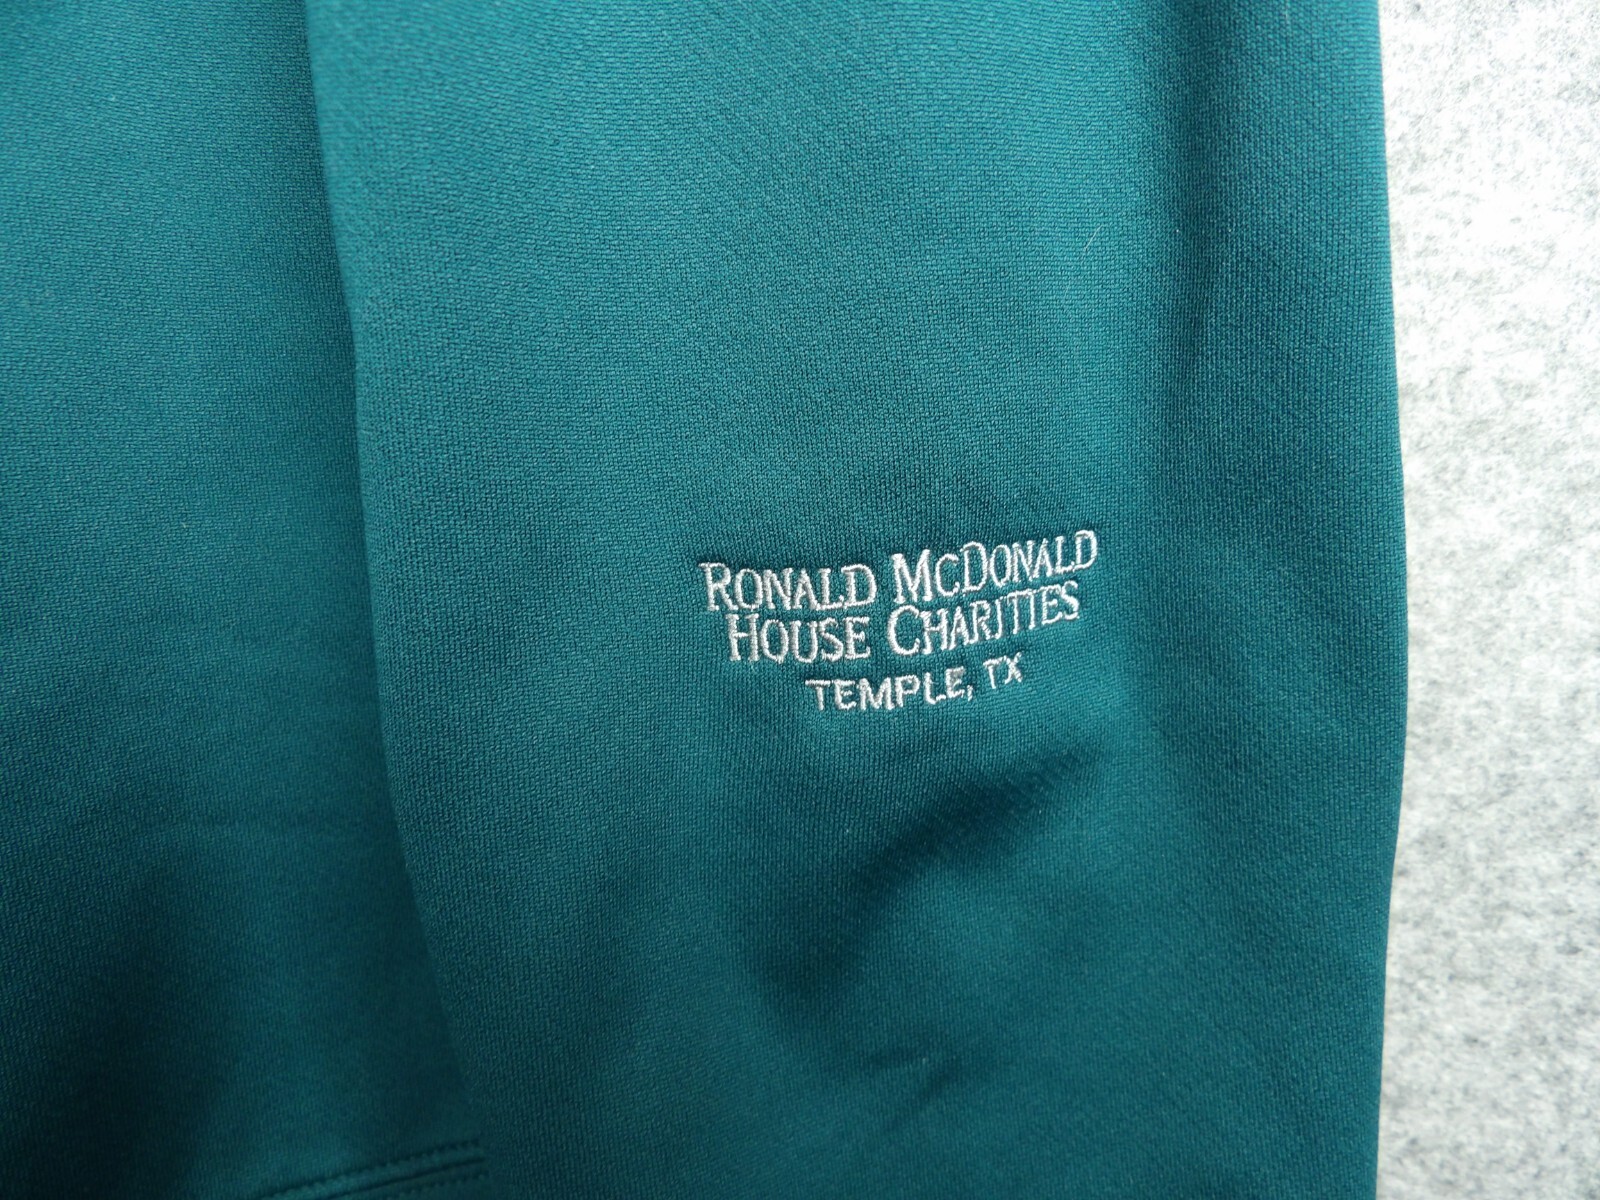 RONALD McDONALD
HOUSE CHARITIES
TEMPLE, TX